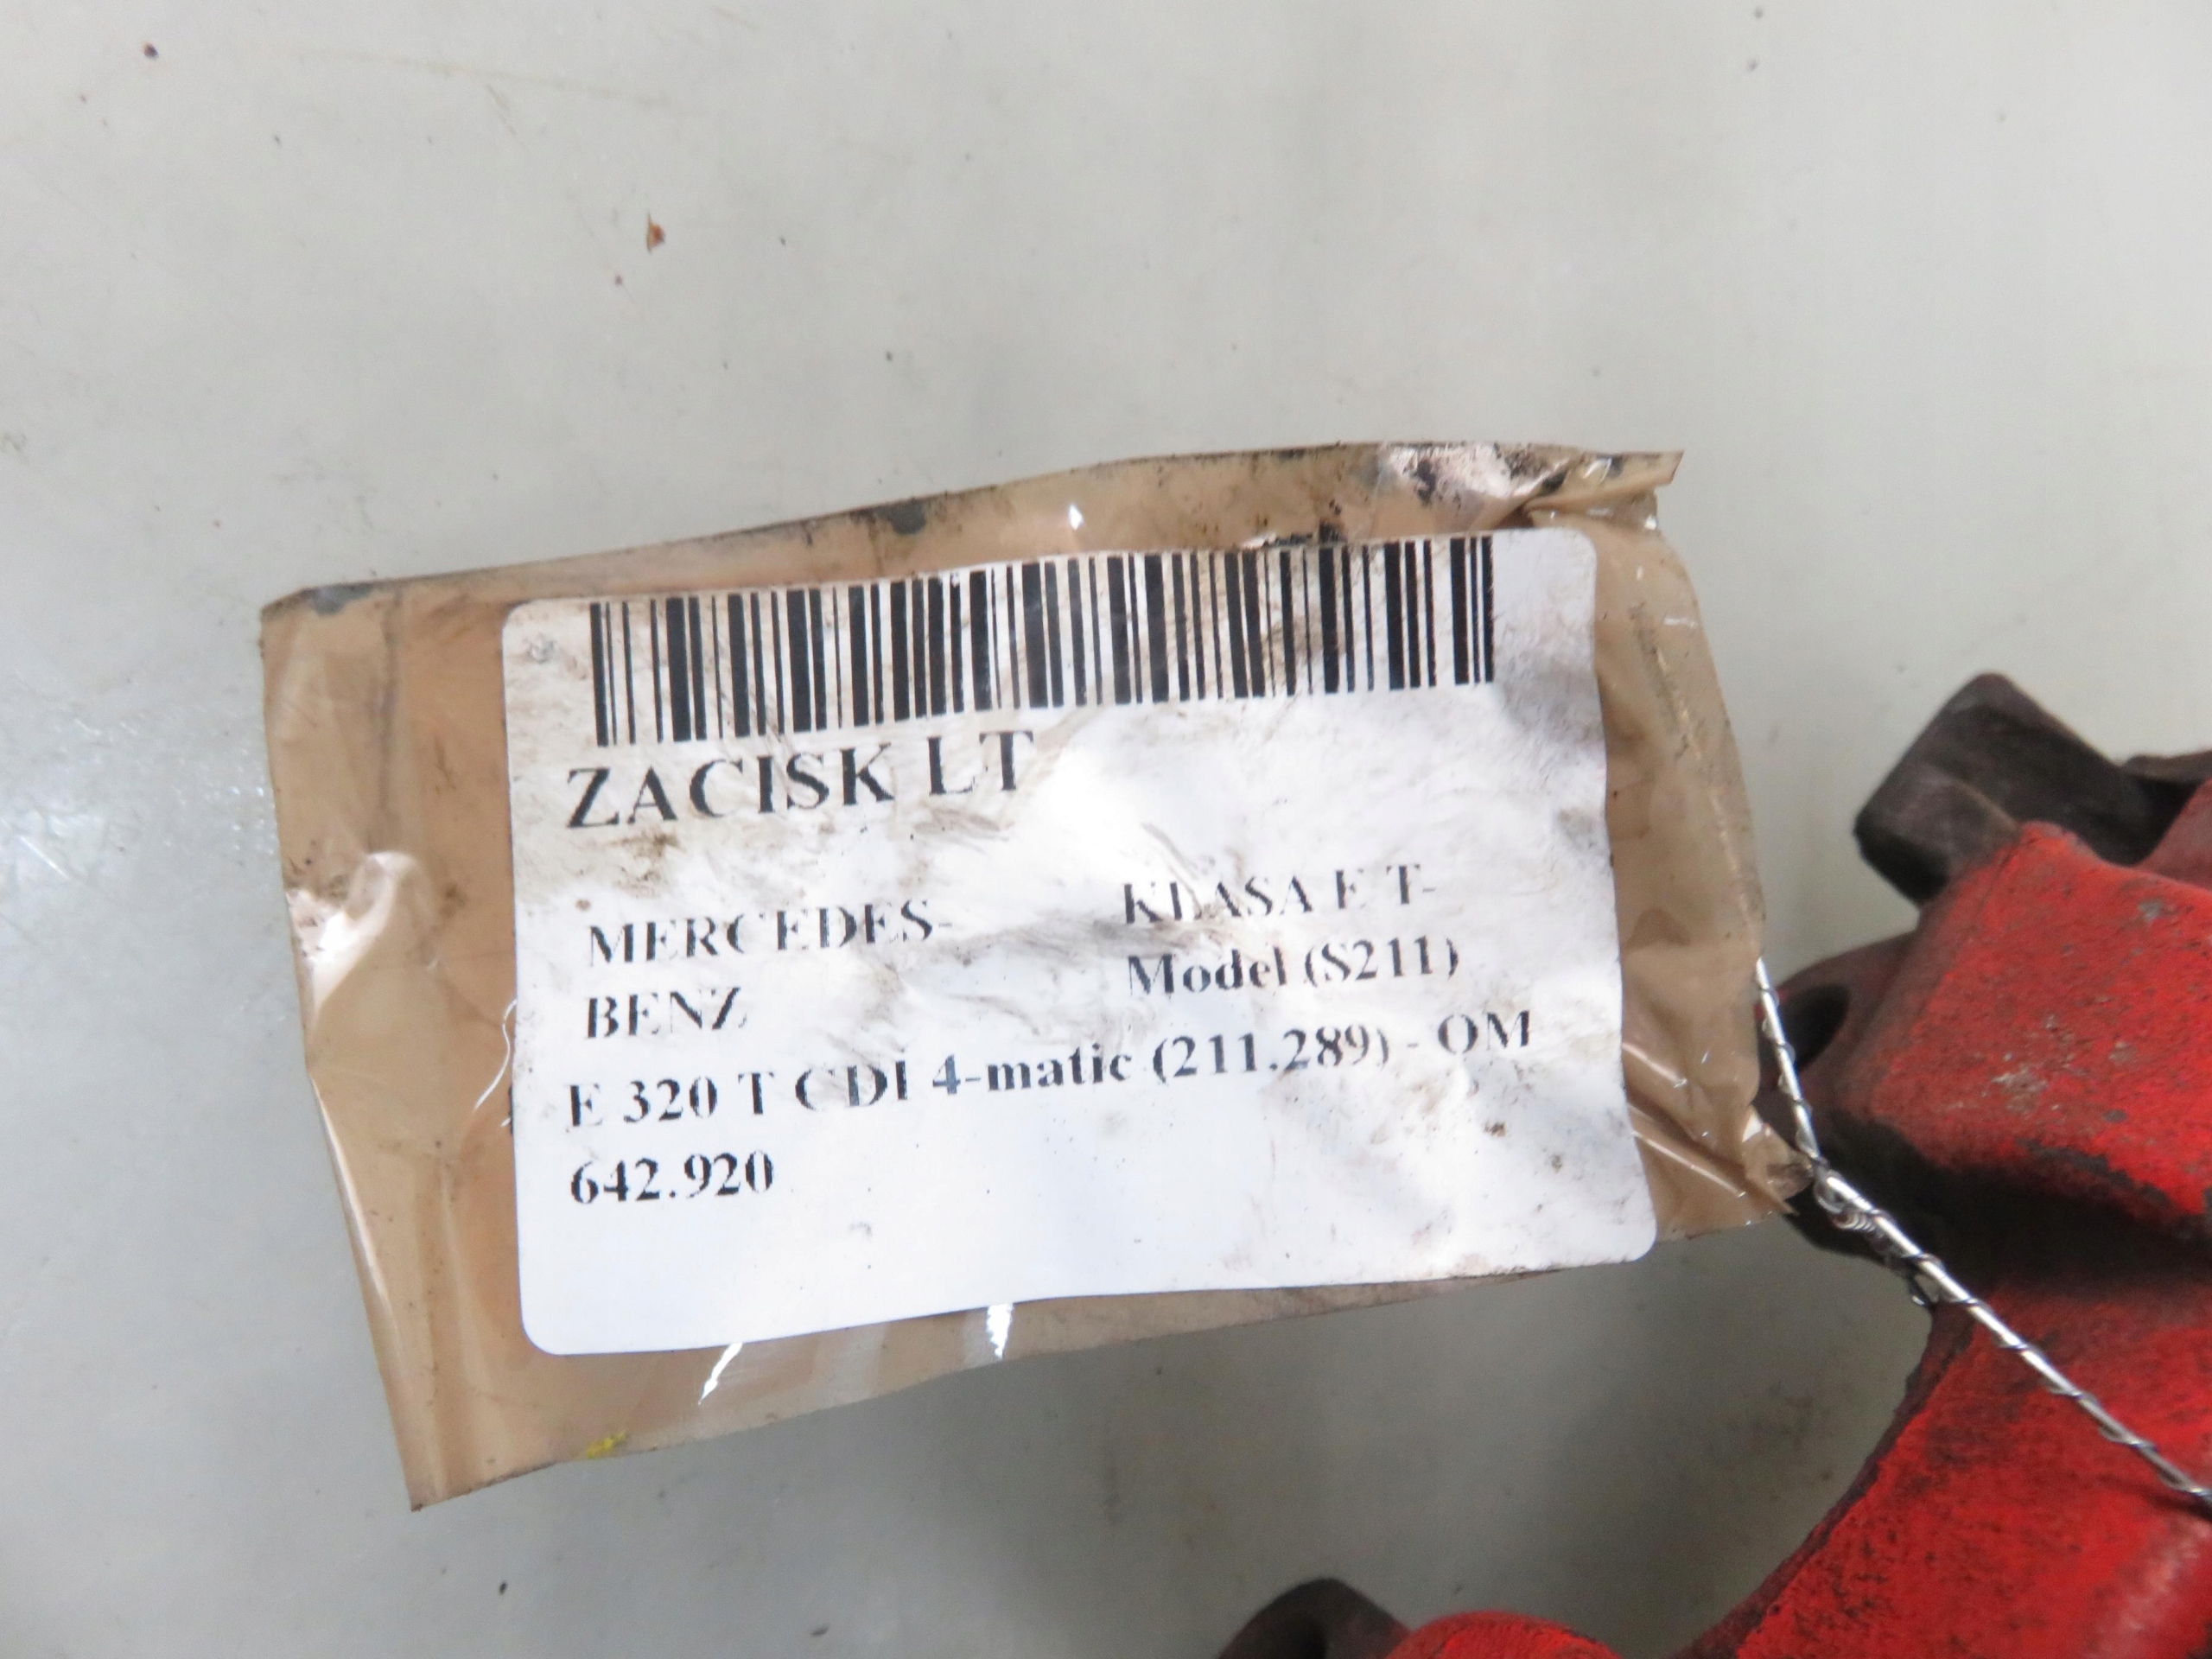 ZACISK LT
MERCEDES-
BENZ
KLASA E T-
Model (S211)
E 320 T CDI 4-matic (211.289) - OM
642.920